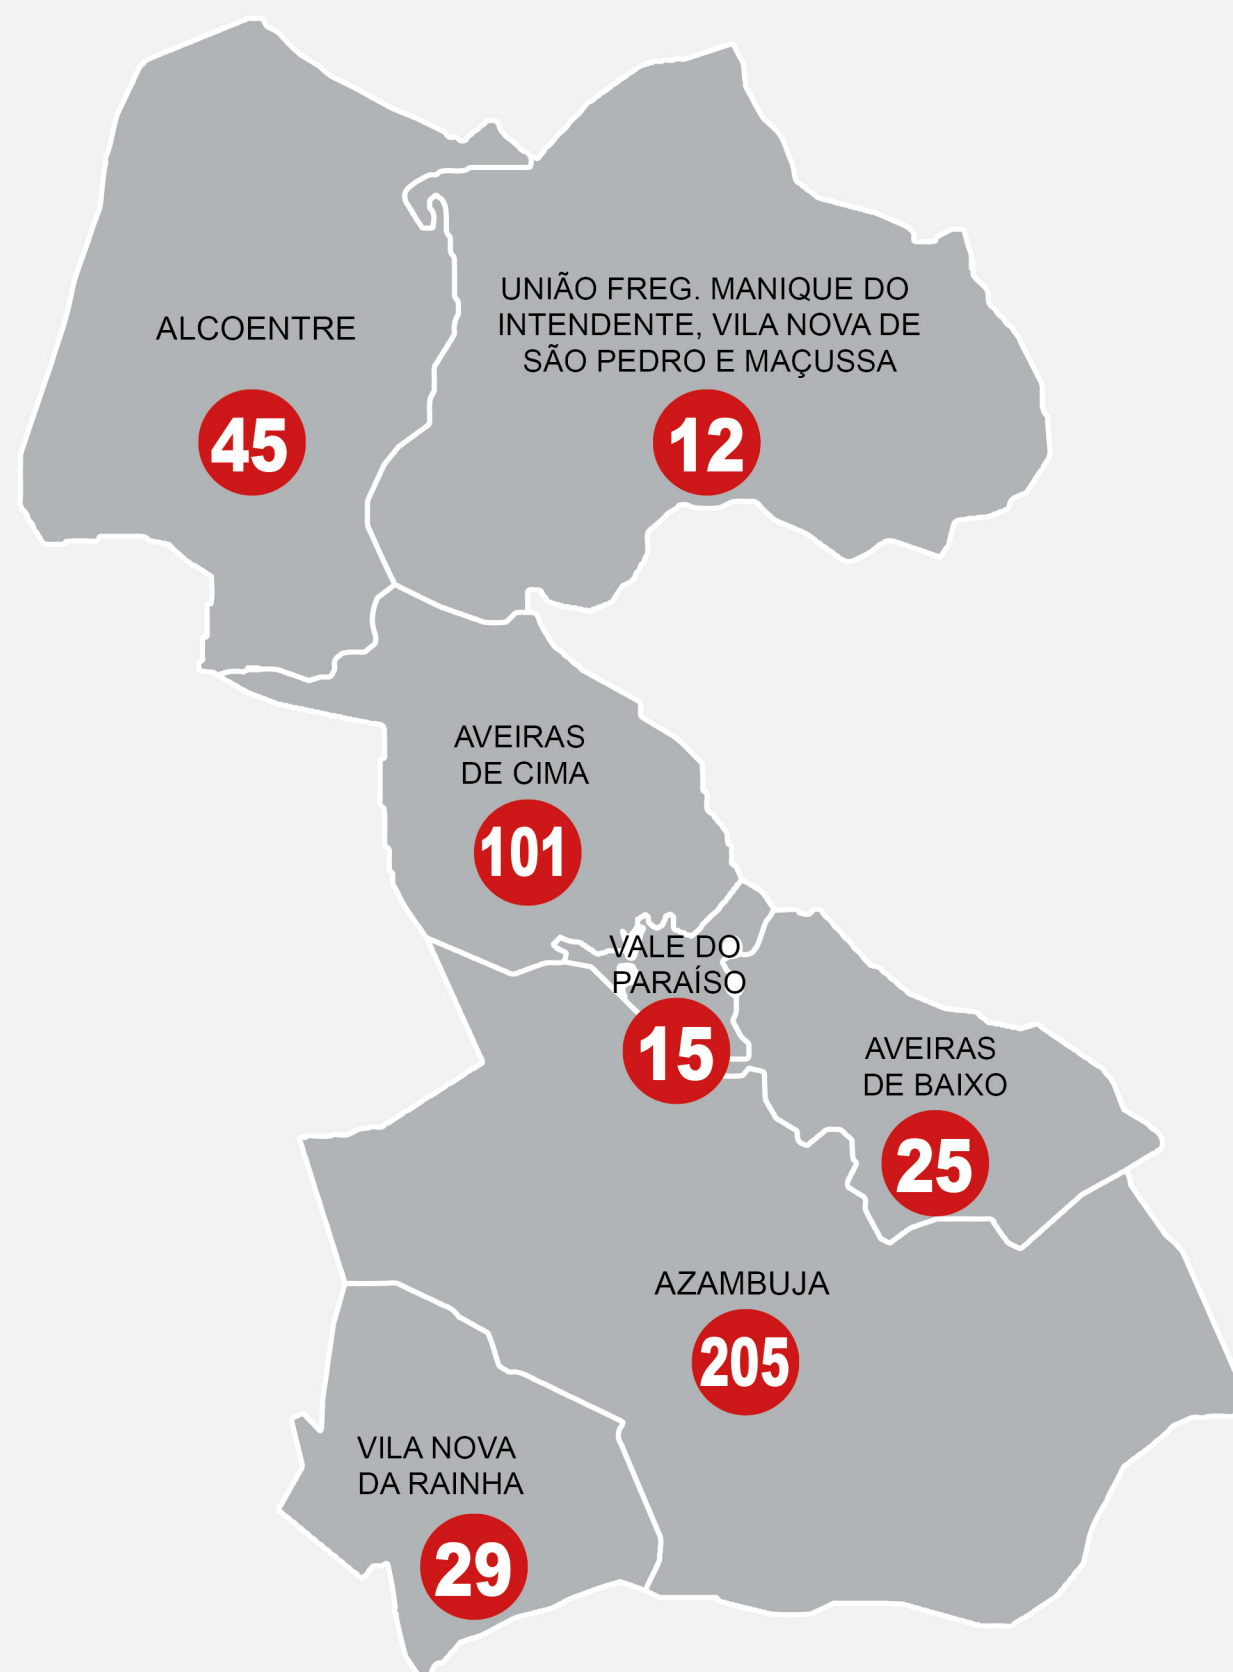 ALCOENTRE
45
UNIÃO FREG. MANIQUE DO
INTENDENTE, VILA NOVA DE
SÃO PEDRO E MAÇUSSA
12
AVEIRAS
DE CIMA
101
VALE DO
PARAÍSO
15
AVEIRAS
DE BAIXO
25
AZAMBUJA
205
VILA NOVA
DA RAINHA
29